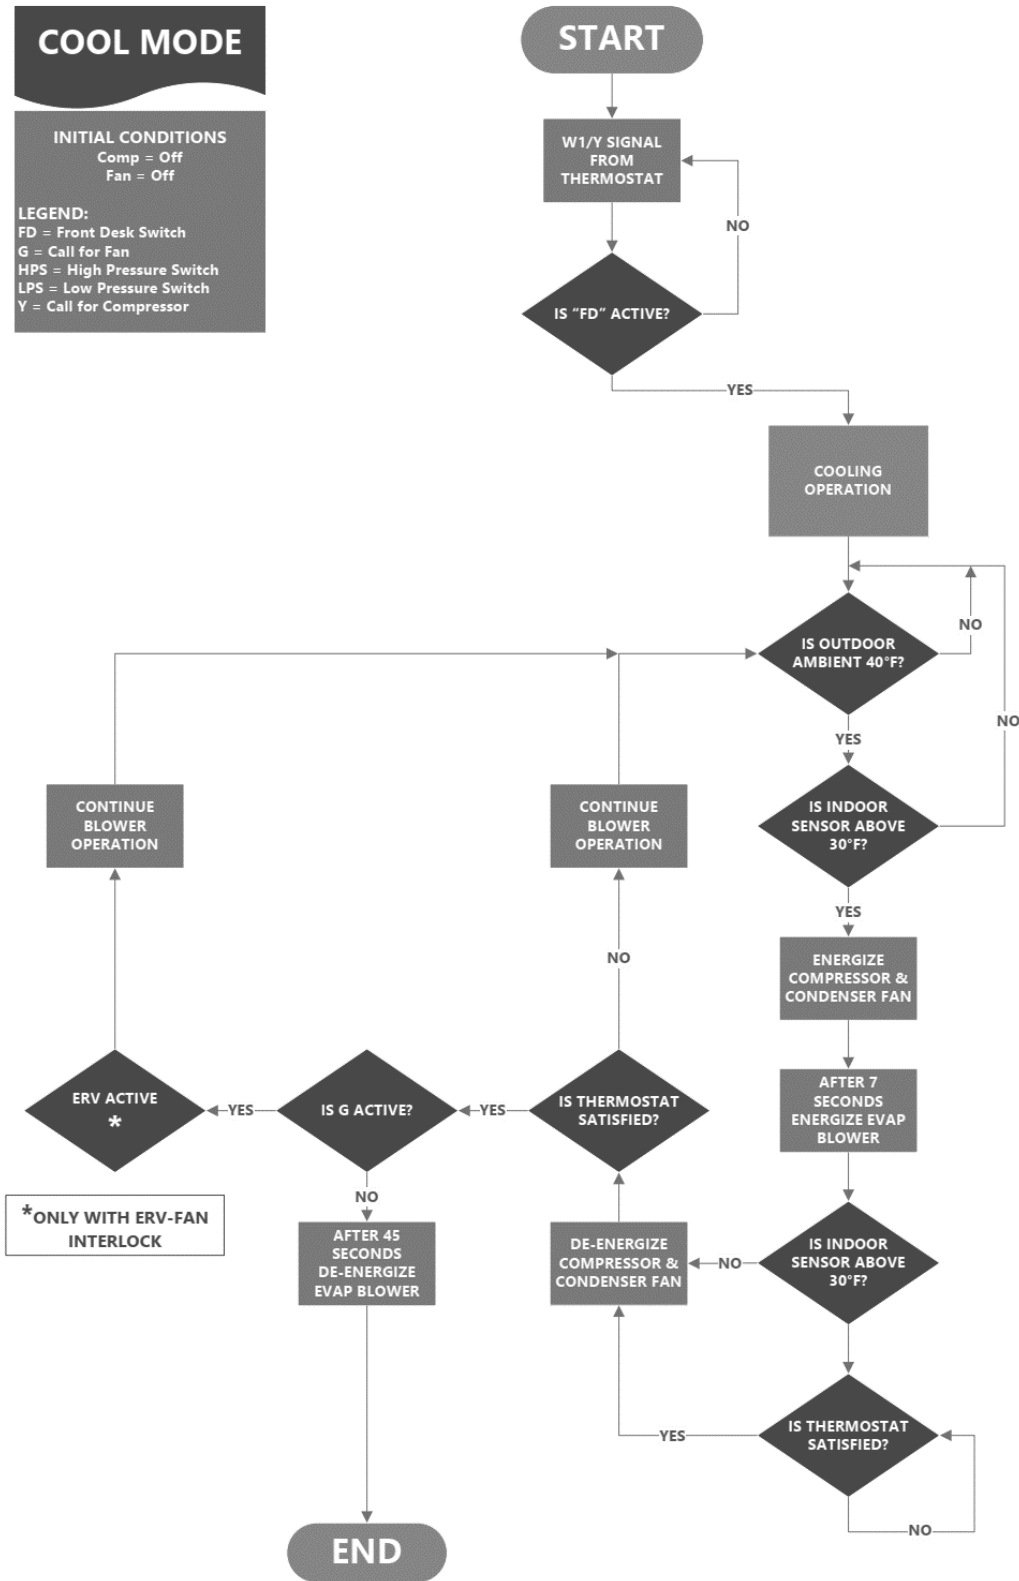 COOL MODE
INITIAL CONDITIONS
Comp = Off
Fan = Off
LEGEND:
FD = Front Desk Switch
G = Call for Fan
HPS = High Pressure Switch
LPS = Low Pressure Switch
Y = Call for Compressor
START
W1/Y SIGNAL
FROM
THERMOSTAT
NO
IS “FD” ACTIVE?
YES
COOLING
OPERATION
IS OUTDOOR
AMBIENT 40°F?
NO
NO
YES
IS INDOOR
SENSOR ABOVE
30°F?
YES
ENERGIZE
COMPRESSOR &
CONDENSER FAN
AFTER 7
SECONDS
ENERGIZE EVAP
BLOWER
IS INDOOR
SENSOR ABOVE
30°F?
NO
IS THERMOSTAT
SATISFIED?
NO
YES
DE-ENERGIZE
COMPRESSOR &
CONDENSER FAN
IS THERMOSTAT
SATISFIED?
NO
CONTINUE
BLOWER
OPERATION
YES
IS G ACTIVE?
YES
ERV ACTIVE
*
CONTINUE
BLOWER
OPERATION
*ONLY WITH ERV-FAN
INTERLOCK
NO
AFTER 45
SECONDS
DE-ENERGIZE
EVAP BLOWER
END